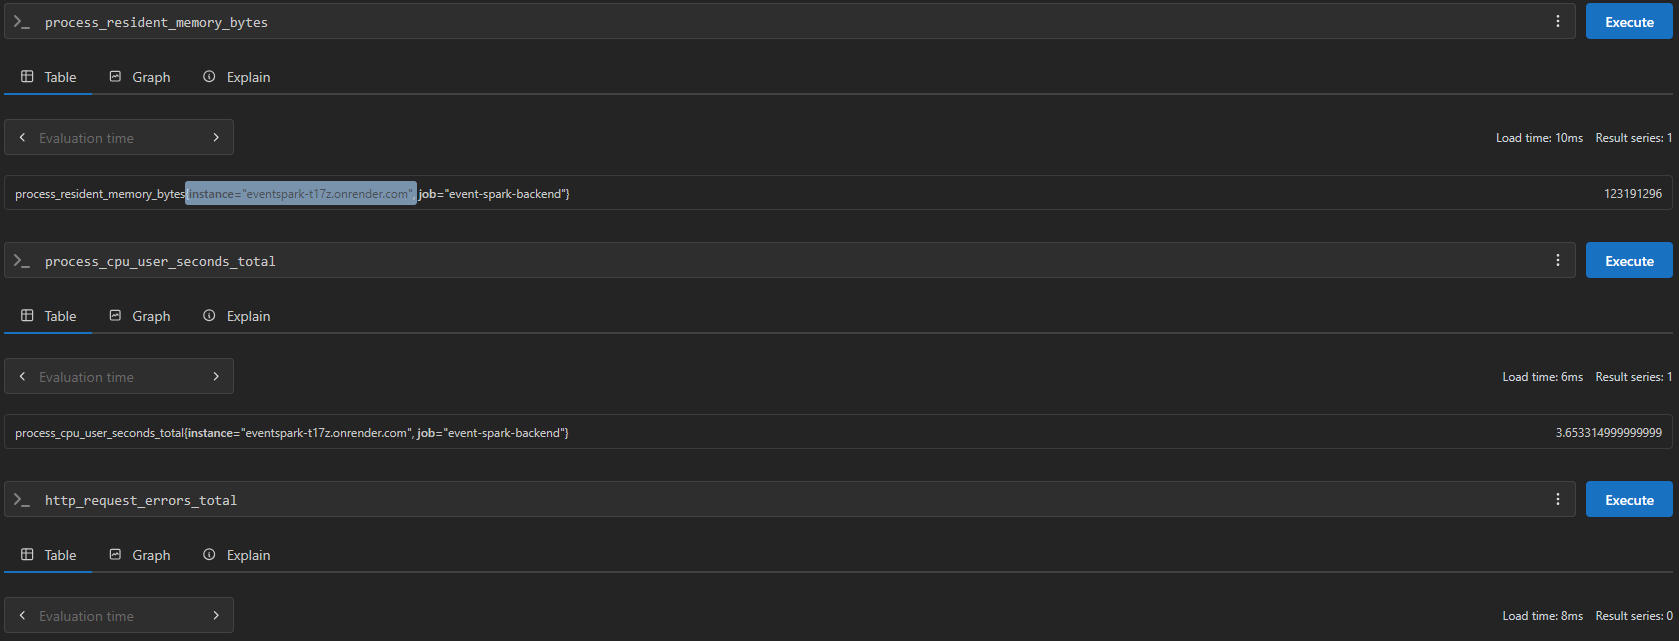 process_resident_memory_bytes Execute
Table Graph Explain
Evaluation time Load time: 10ms Result series: 1
process_resident_memory_bytes{instance="eventspark-t17z.onrender.com", job="event-spark-backend"} 123191296
process_cpu_user_seconds_total Execute
Table Graph Explain
Evaluation time Load time: 6ms Result series: 1
process_cpu_user_seconds_total{instance="eventspark-t17z.onrender.com", job="event-spark-backend"} 3.653314999999999
http_request_errors_total Execute
Table Graph Explain
Evaluation time Load time: 8ms Result series: 0